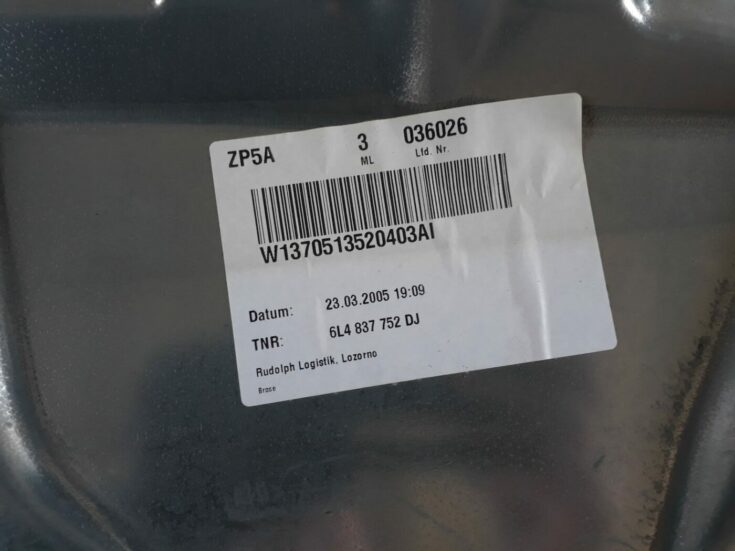 ZP5A 3 036026
ML Lfd. Nr.
W1370513520403AI
Datum: 23.03.2005 19:09
TNR: 6L4 837 752 DJ
Rudolph Logistik, Lozorno
Brose